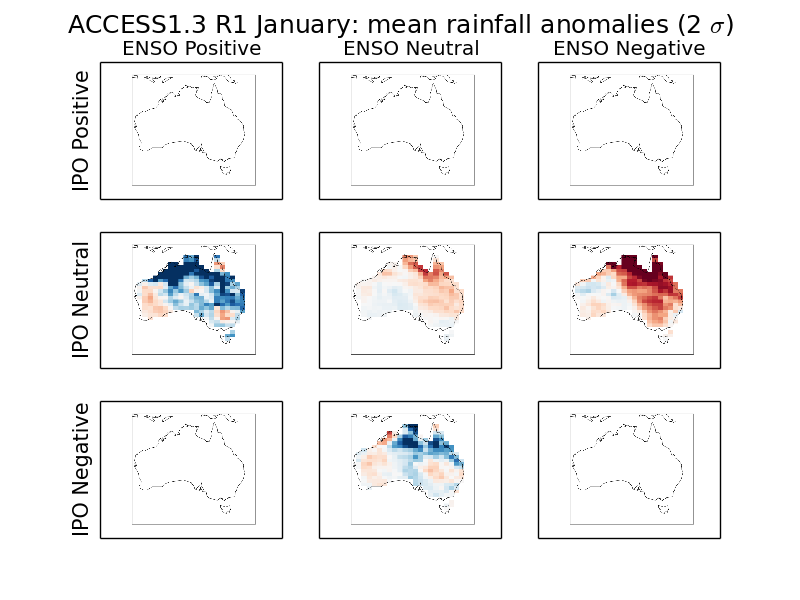 ACCESS1.3 R1 January: mean rainfall anomalies (2 σ)
ENSO Positive ENSO Neutral ENSO Negative
IPO Positive
IPO Neutral
IPO Negative